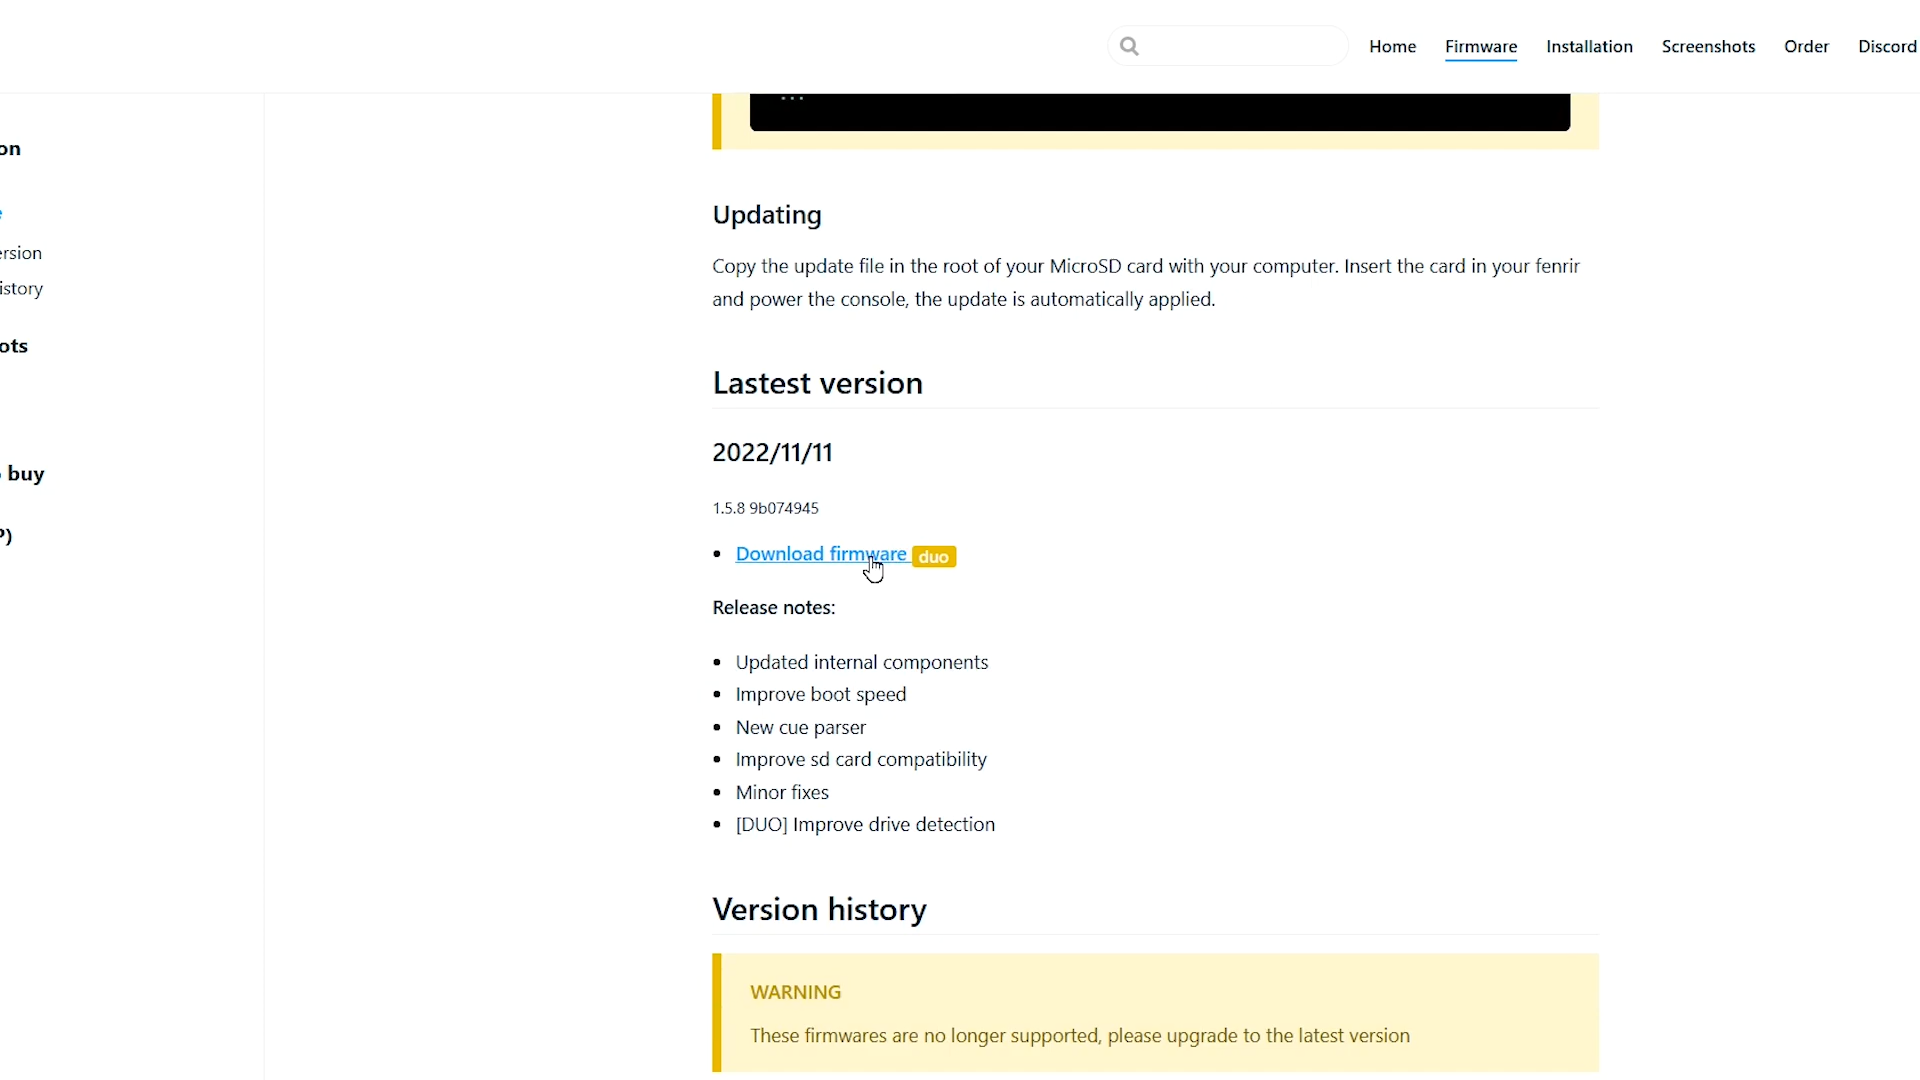 Home Firmware Installation Screenshots Order Discord
...
on
e
ersion
istory
ots
buy
P)
Updating
Copy the update file in the root of your MicroSD card with your computer. Insert the card in your fenrir
and power the console, the update is automatically applied.
Lastest version
2022/11/11
1.5.8 9b074945
Download firmware duo
Release notes:
Updated internal components
Improve boot speed
New cue parser
Improve sd card compatibility
Minor fixes
[DUO] Improve drive detection
Version history
WARNING
These firmwares are no longer supported, please upgrade to the latest version